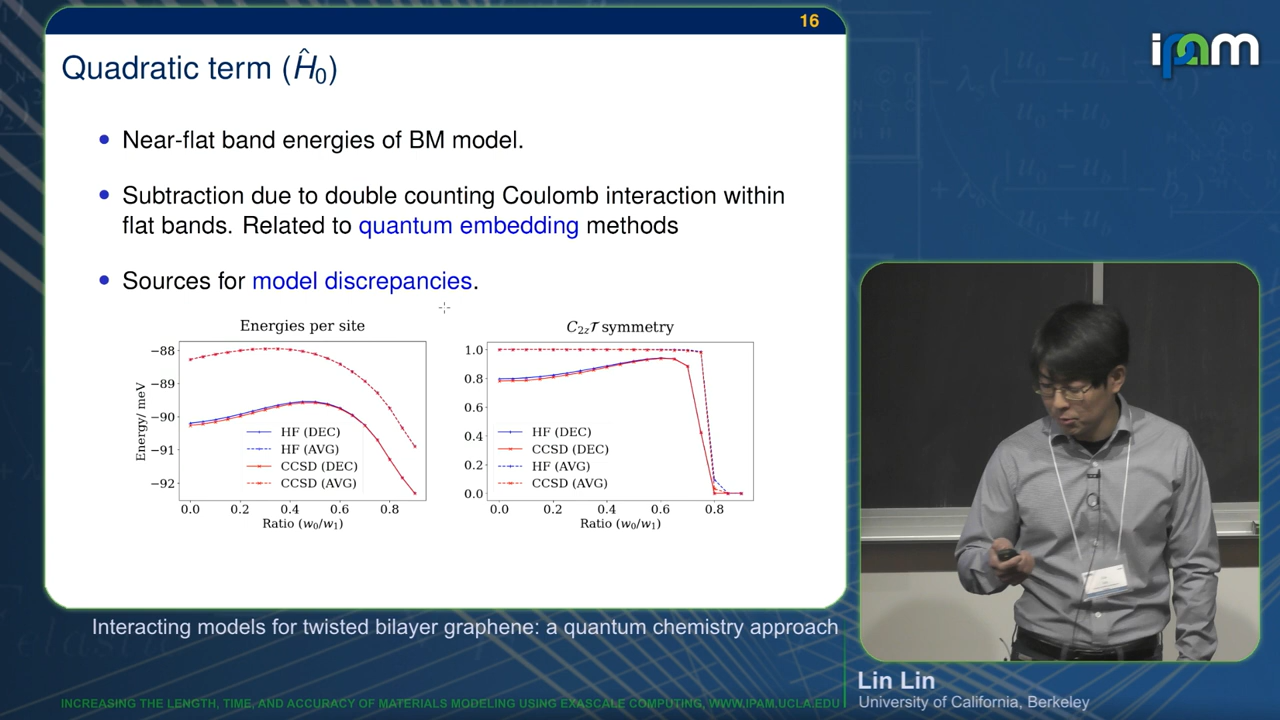 16
ipam
Quadratic term (Ĥ₀)
• Near-flat band energies of BM model.
• Subtraction due to double counting Coulomb interaction within
flat bands. Related to quantum embedding methods
• Sources for model discrepancies.
Energies per site
−88
−89
−90
−91
−92
Energy/ meV
HF (DEC)
HF (AVG)
CCSD (DEC)
CCSD (AVG)
0.0 0.2 0.4 0.6 0.8
Ratio (w₀/w₁)
C₂𝓏𝒯 symmetry
1.0
0.8
0.6
0.4
0.2
0.0
HF (DEC)
CCSD (DEC)
HF (AVG)
CCSD (AVG)
0.0 0.2 0.4 0.6 0.8
Ratio (w₀/w₁)
Interacting models for twisted bilayer graphene: a quantum chemistry approach
Lin Lin
University of California, Berkeley
INCREASING THE LENGTH, TIME, AND ACCURACY OF MATERIALS MODELING USING EXASCALE COMPUTING, WWW.IPAM.UCLA.EDU